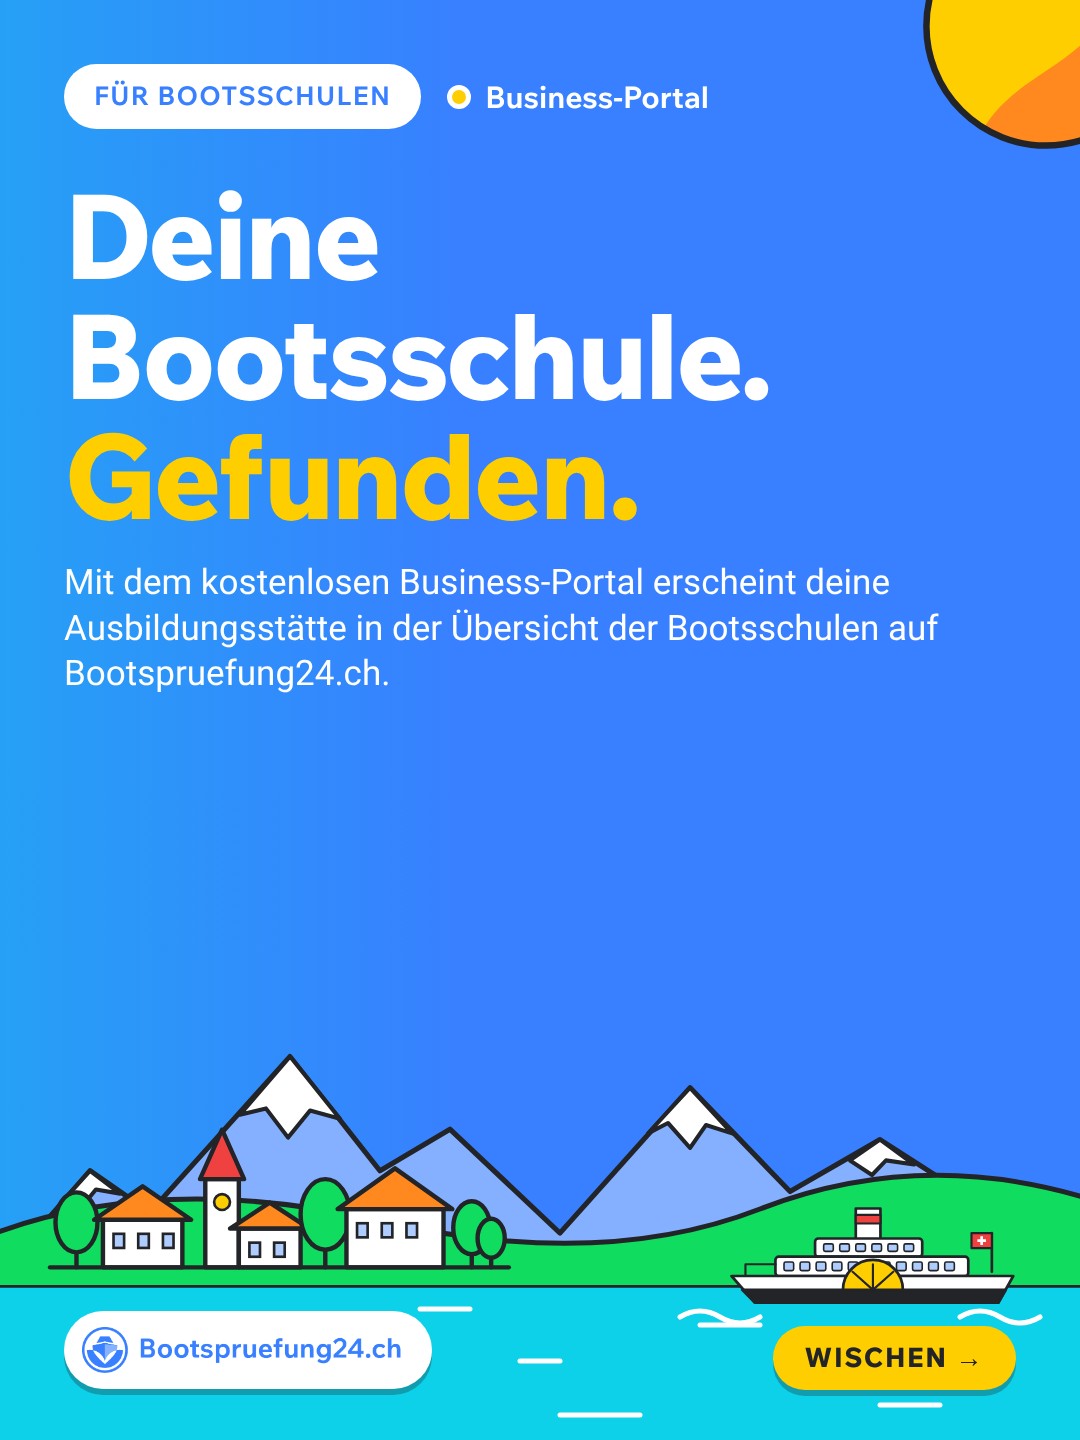 FÜR BOOTSSCHULEN
Business-Portal
Deine
Bootsschule.
Gefunden.
Mit dem kostenlosen Business-Portal erscheint deine
Ausbildungsstätte in der Übersicht der Bootsschulen auf
Bootspruefung24.ch.
Bootspruefung24.ch
WISCHEN →